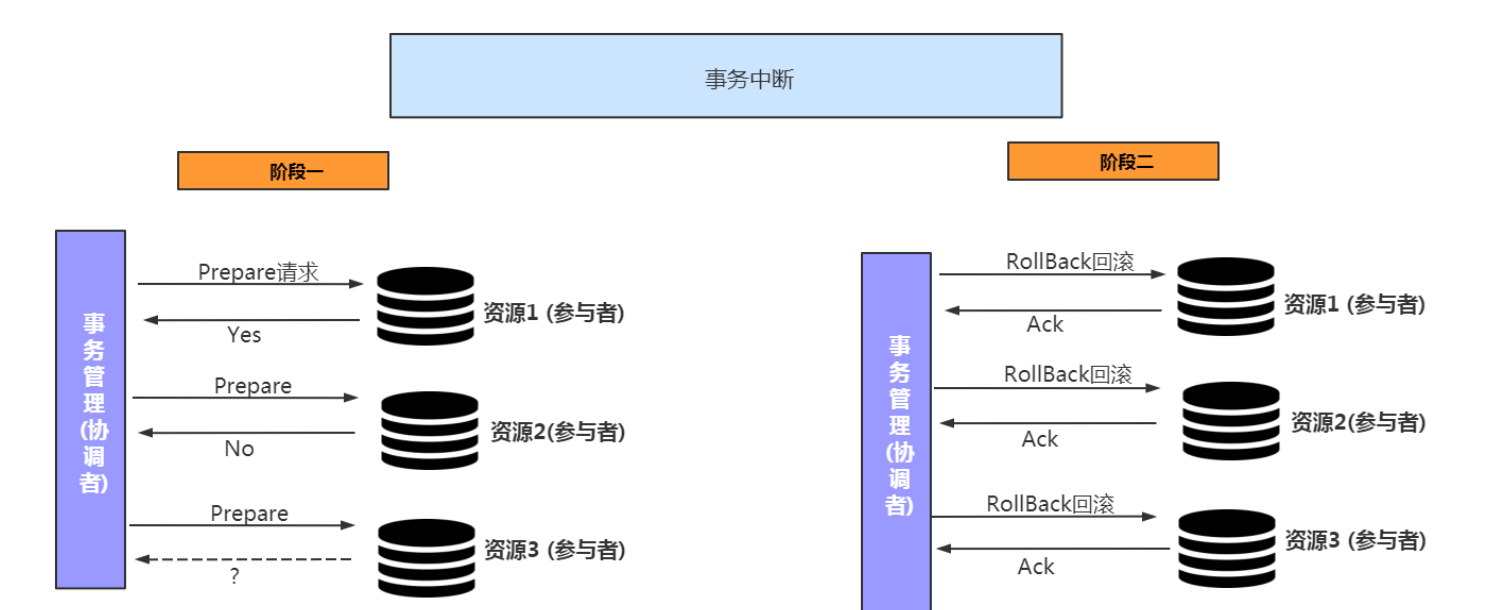 事务中断
阶段一
阶段二
事务管理(协调者)
Prepare请求
Yes
资源1 (参与者)
Prepare
No
资源2(参与者)
Prepare
?
资源3 (参与者)
事务管理(协调者)
RollBack回滚
Ack
资源1 (参与者)
RollBack回滚
Ack
资源2(参与者)
RollBack回滚
Ack
资源3 (参与者)